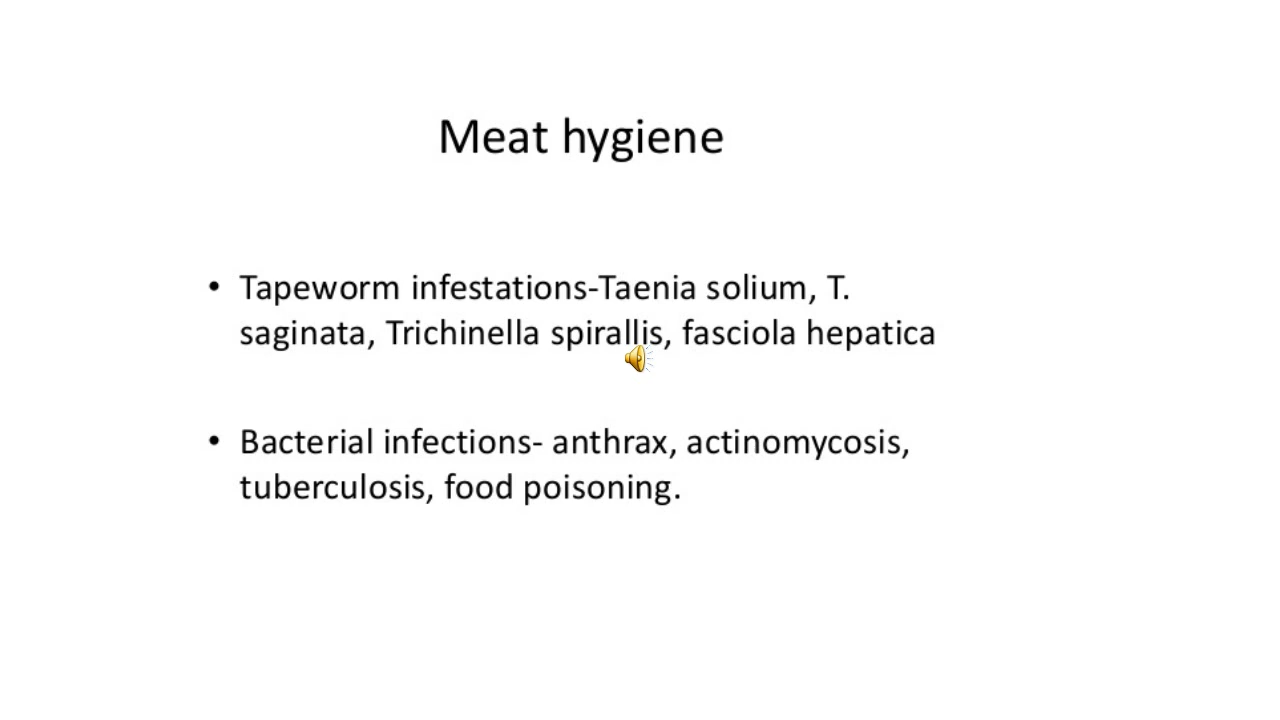 Meat hygiene
• Tapeworm infestations-Taenia solium, T.
saginata, Trichinella spirallis, fasciola hepatica
• Bacterial infections- anthrax, actinomycosis,
tuberculosis, food poisoning.